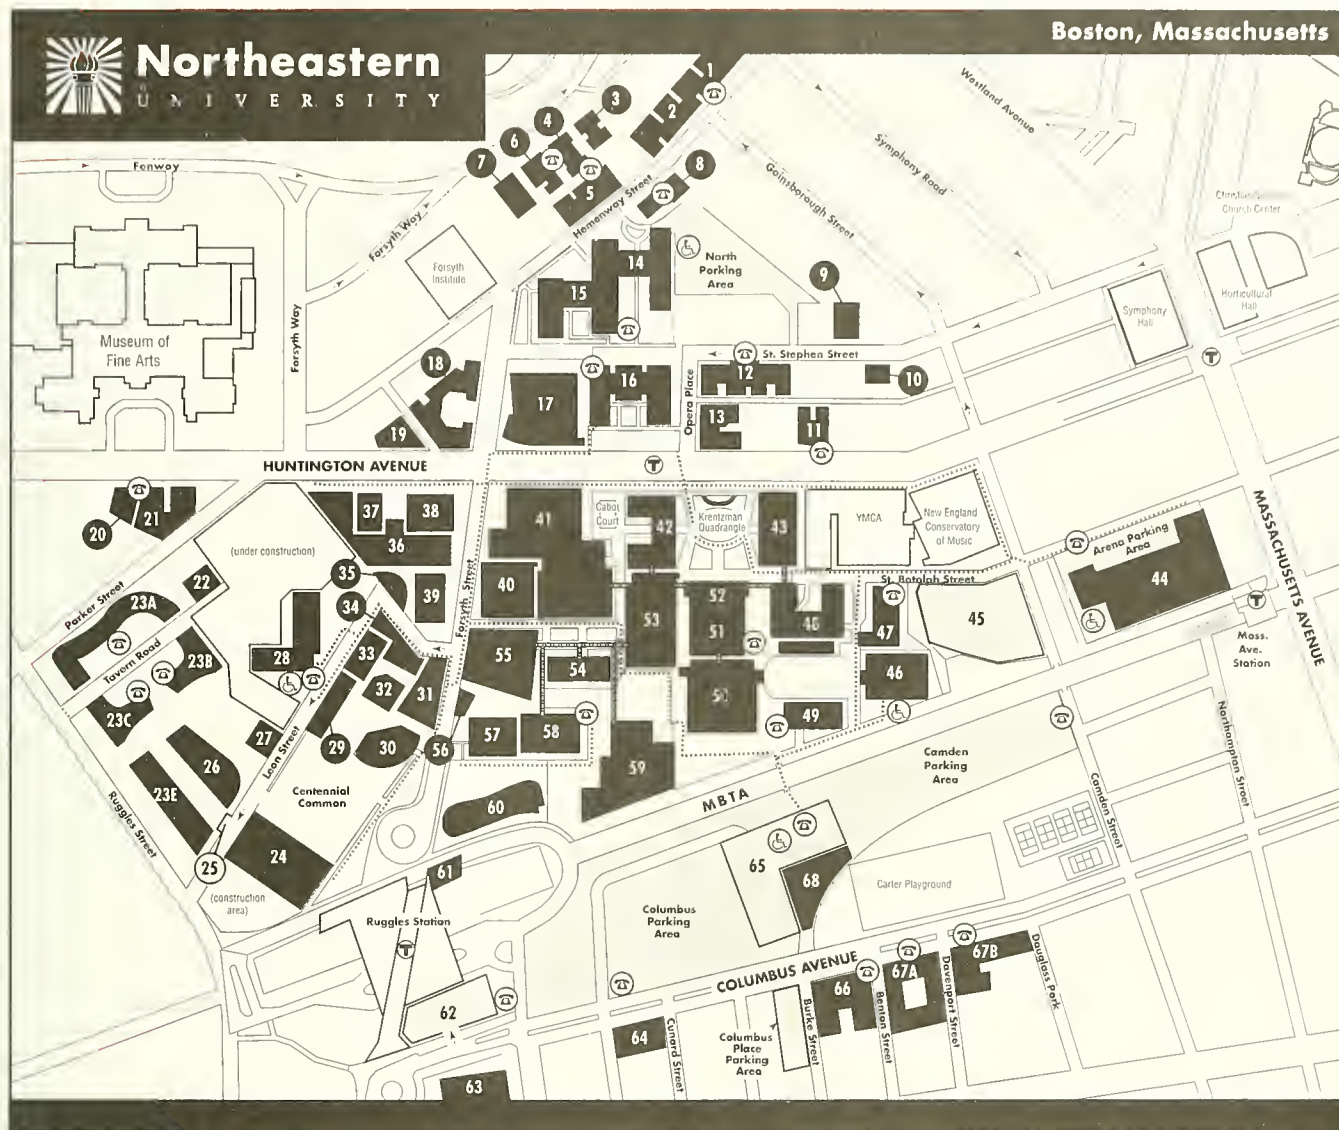 Boston, Massachusetts
Northeastern
UNIVERSITY
1
2
3
4
5
6
7
8
Westland Avenue
Symphony Road
Gainsborough Street
Hemenway Street
Fenway
Forsyth Way
Forsyth Way
Forsyth
Institute
Museum of
Fine Arts
Church Center
Horticultural
Hall
Symphony
Hall
North
Parking
Area
9
10
11
12
13
14
15
16
17
18
19
St. Stephen Street
Opera Place
T
HUNTINGTON AVENUE
T
MASSACHUSETTS AVENUE
20
21
22
23A
23B
23C
23E
24
25
26
27
28
29
30
31
32
33
34
35
36
37
38
39
40
41
42
43
44
45
46
47
48
49
50
51
52
53
54
55
56
57
58
59
60
61
62
63
64
65
66
67A
67B
68
(under construction)
Parker Street
Tavern Road
Leon Street
Ruggles Street
Forsyth Street
Centennial
Common
(construction
area)
Cabot
Court
Krentzman
Quadrangle
YMCA
New England
Conservatory
of Music
St. Botolph Street
Arena Parking
Area
T
Mass.
Ave.
Station
Northampton Street
Camden Street
Camden
Parking
Area
MBTA
Carter Playground
Columbus
Parking
Area
Ruggles Station
T
COLUMBUS AVENUE
Columbus
Place
Parking
Area
Cunard Street
Burke Street
Benton Street
Davenport Street
Douglass Park